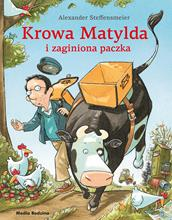 Alexander Steffensmeier
Krowa Matylda
i zaginiona paczka
Media Rodzina